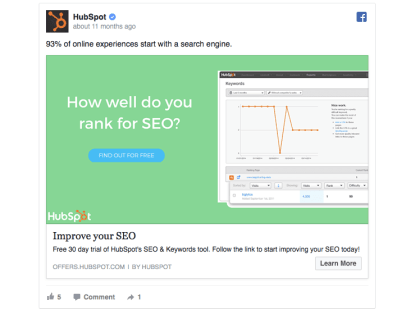 HubSpot
about 11 months ago
93% of online experiences start with a search engine.
How well do you
rank for SEO?
FIND OUT FOR FREE
HubSpot
Keywords
HubSpot
Improve your SEO
Free 30 day trial of HubSpot's SEO & Keywords tool. Follow the link to start improving your SEO today!
OFFERS.HUBSPOT.COM | BY HUBSPOT
Learn More
5
Comment
1